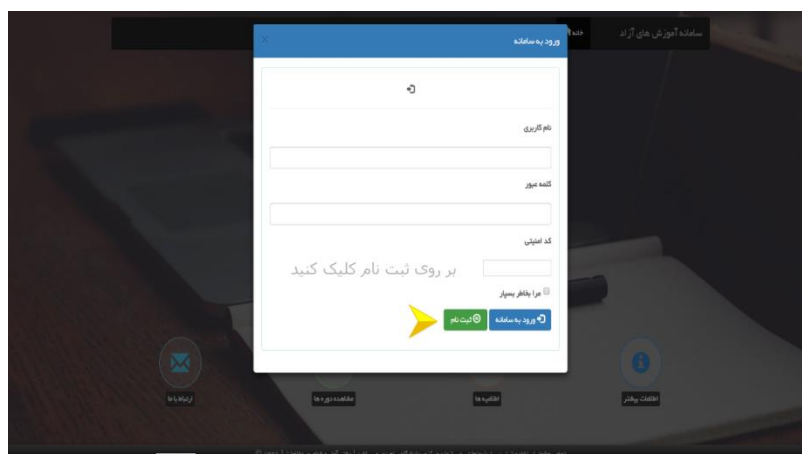 سامانه آموزش های آزاد
خانه
ورود به سامانه
×
نام کاربری
کلمه عبور
کد امنیتی
بر روی ثبت نام کلیک کنید
مرا بخاطر بسپار
ورود به سامانه
ثبت نام
اطلاعات بیشتر
اطلاعیه ها
مشاهده دوره ها
ارتباط با ما